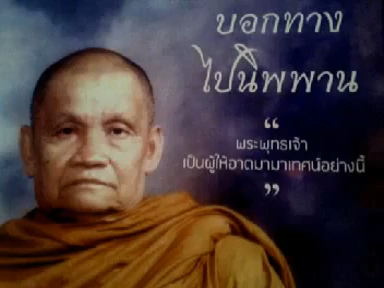 บอกทาง
ไปนิพพาน
“
พระพุทธเจ้า
เป็นผู้ให้อาตมามาเทศน์อย่างนี้
”